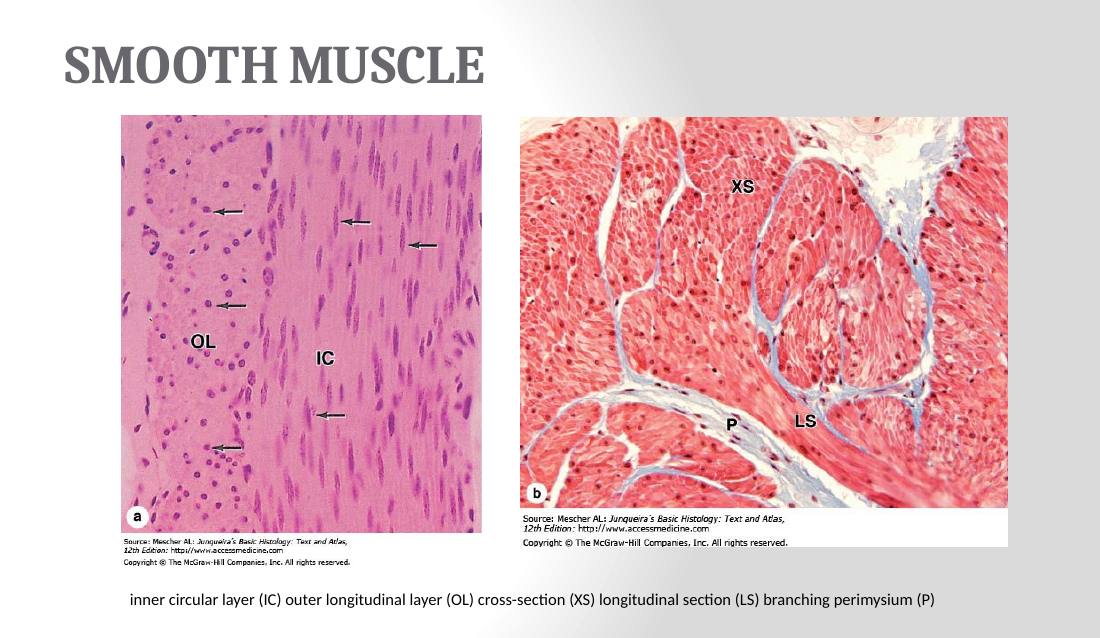 SMOOTH MUSCLE
OL
IC
a
XS
P
LS
b
Source: Mescher AL: Junqueira's Basic Histology: Text and Atlas,
12th Edition: http://www.accessmedicine.com
Copyright © The McGraw-Hill Companies, Inc. All rights reserved.
Source: Mescher AL: Junqueira's Basic Histology: Text and Atlas,
12th Edition: http://www.accessmedicine.com
Copyright © The McGraw-Hill Companies, Inc. All rights reserved.
inner circular layer (IC) outer longitudinal layer (OL) cross-section (XS) longitudinal section (LS) branching perimysium (P)